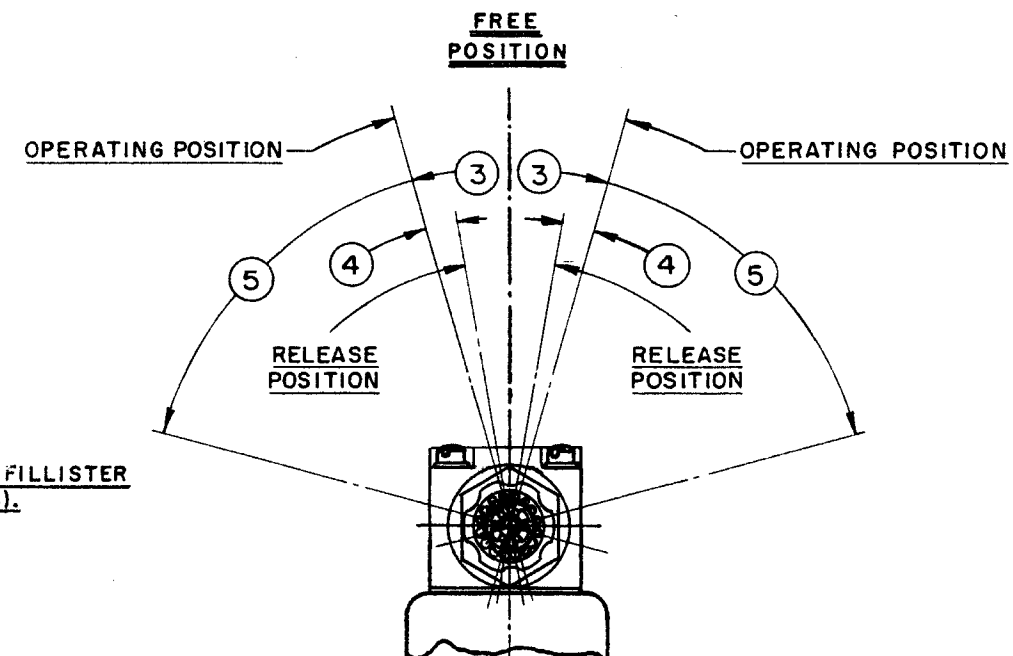 FREE
POSITION
OPERATING POSITION
OPERATING POSITION
3
3
4
4
5
5
RELEASE
POSITION
RELEASE
POSITION
FILLISTER
).